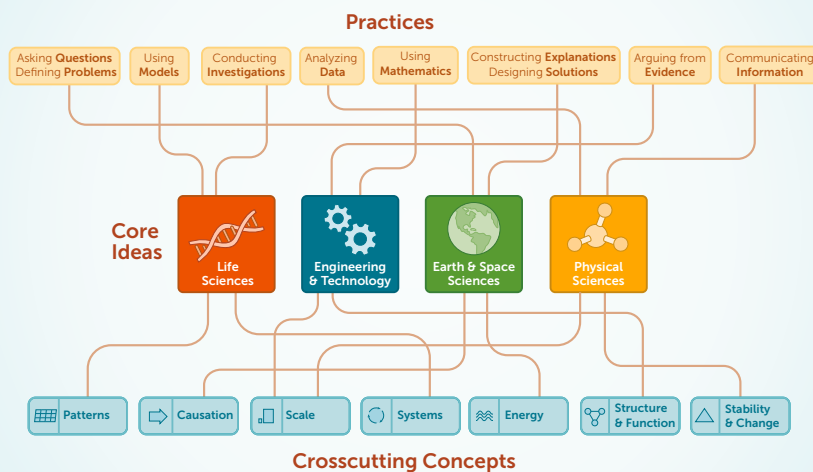 Practices
Asking Questions
Defining Problems
Using
Models
Conducting
Investigations
Analyzing
Data
Using
Mathematics
Constructing Explanations
Designing Solutions
Arguing from
Evidence
Communicating
Information
Core
Ideas
Life
Sciences
Engineering
& Technology
Earth & Space
Sciences
Physical
Sciences
Patterns
Causation
Scale
Systems
Energy
Structure
& Function
Stability
& Change
Crosscutting Concepts